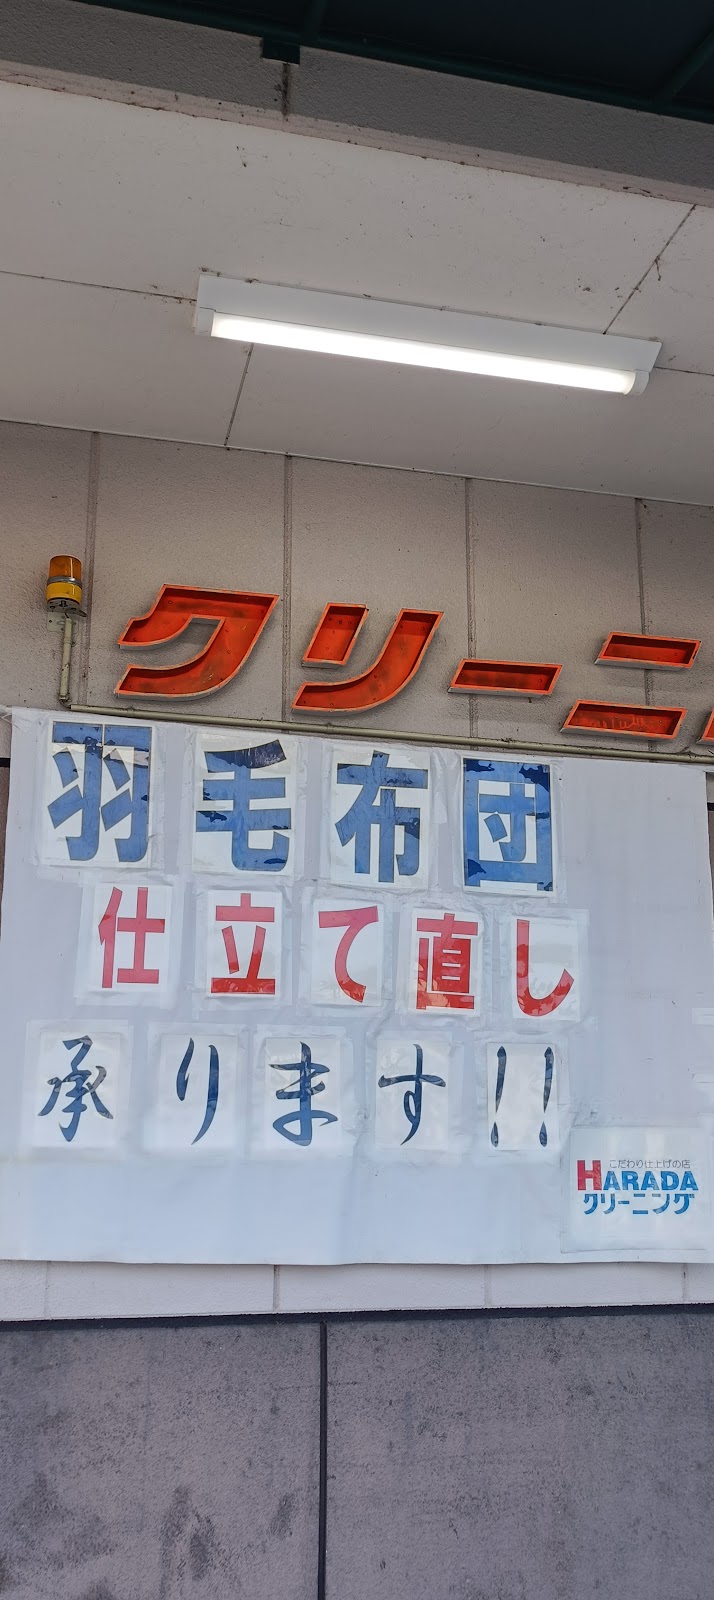 クリーニ
羽毛布団
仕立て直し
承ります!!
こだわり仕上げの店
HARADA
クリーニング